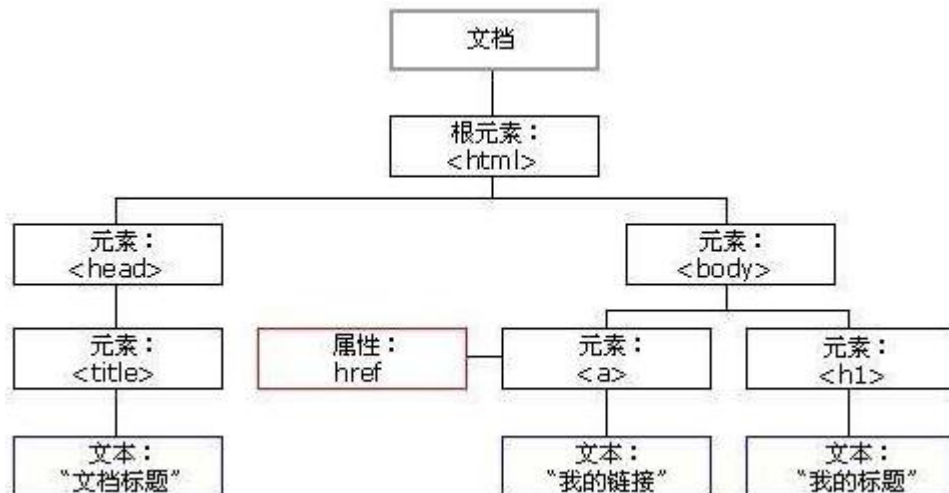 文档
根元素：
<html>
元素：
<head>
元素：
<body>
元素：
<title>
属性：
href
元素：
<a>
元素：
<h1>
文本：
“文档标题”
文本：
“我的链接”
文本：
“我的标题”